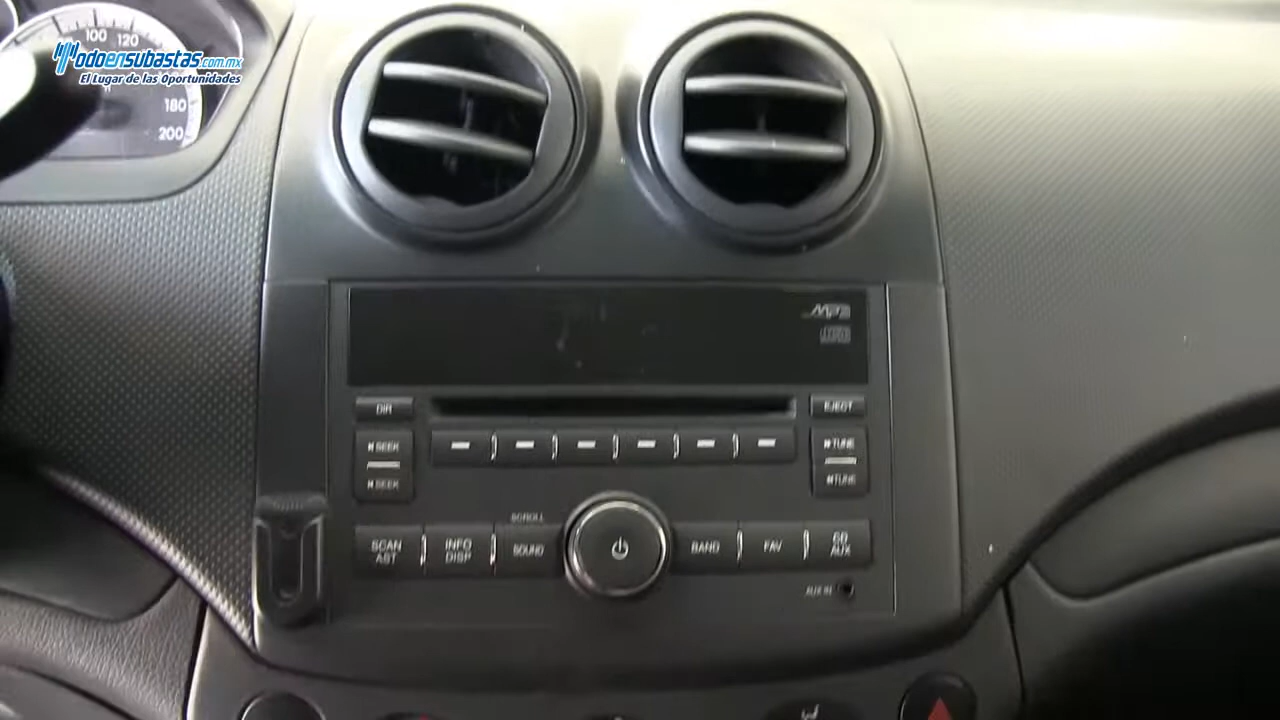 100 120
180
200
Todoensubastas.com.mx
El Lugar de las Oportunidades
MP3
DIR
EJECT
SEEK
SEEK
TUNE
TUNE
SCROLL
SCAN
AST
INFO
DISP
SOUND
BAND
FAV
CD
AUX
AUX IN